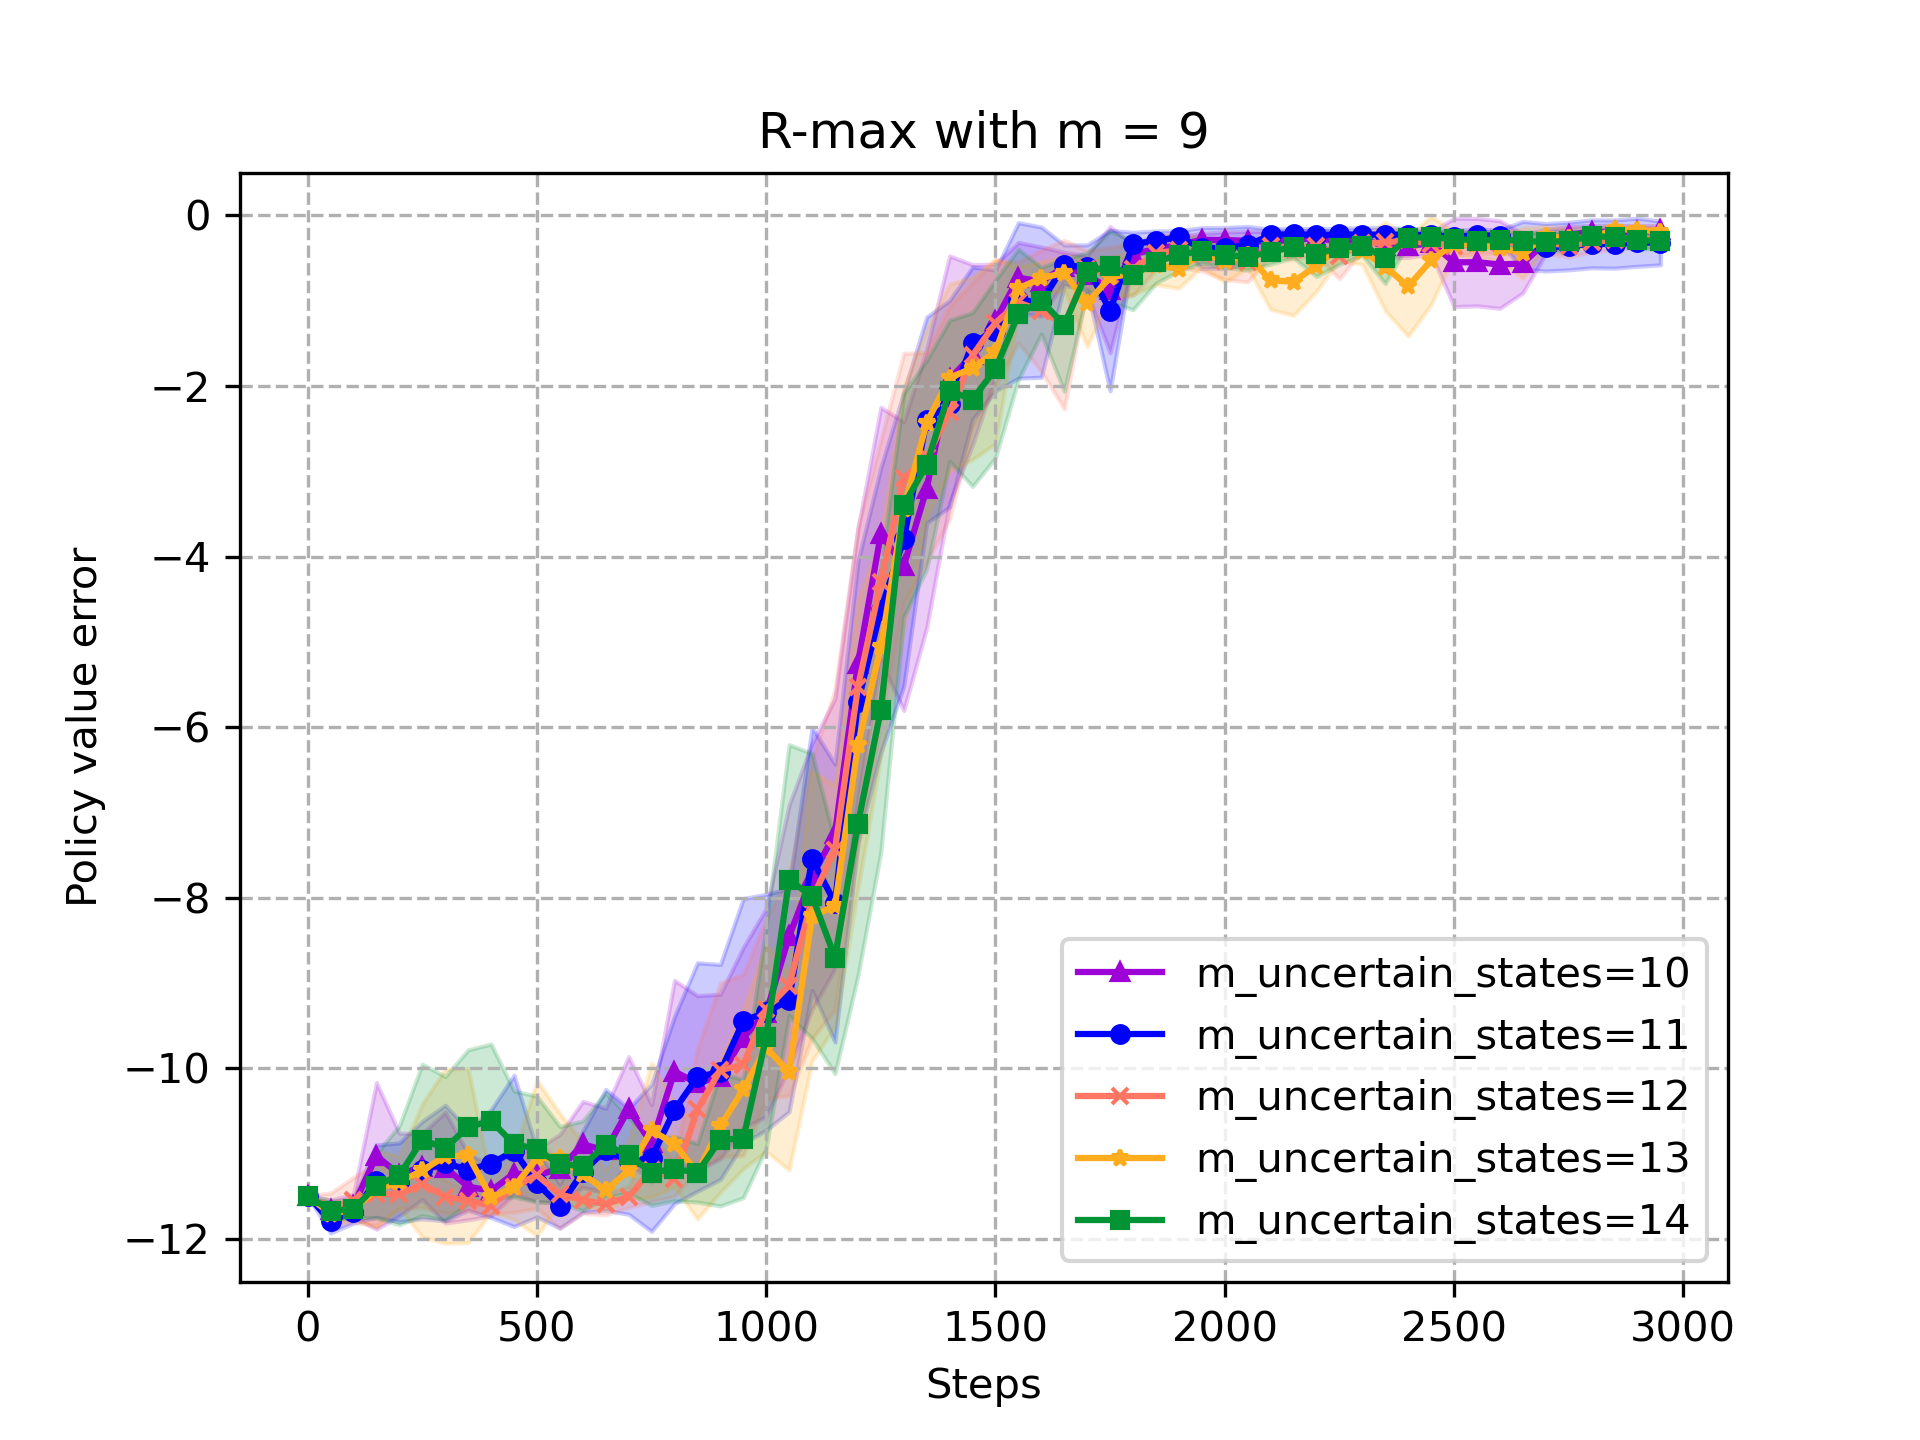 R-max with m = 9
0
−2
−4
−6
−8
−10
−12
Policy value error
m_uncertain_states=10
m_uncertain_states=11
m_uncertain_states=12
m_uncertain_states=13
m_uncertain_states=14
0 500 1000 1500 2000 2500 3000
Steps